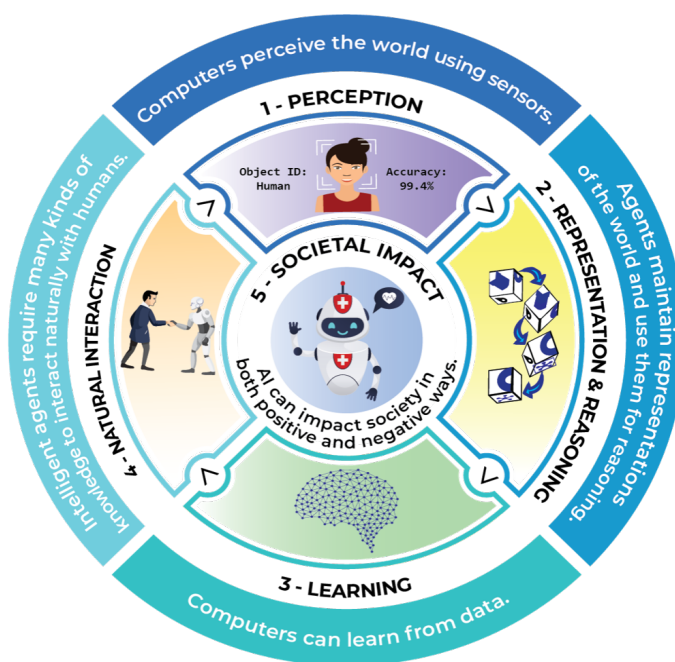 Computers perceive the world using sensors.
1 - PERCEPTION
Object ID:
Human
Accuracy:
99.4%
Agents maintain representations
of the world and use them for reasoning.
2 - REPRESENTATION & REASONING
3 - LEARNING
Computers can learn from data.
Intelligent agents require many kinds of
knowledge to interact naturally with humans.
4 - NATURAL INTERACTION
5 - SOCIETAL IMPACT
AI can impact society in
both positive and negative ways.